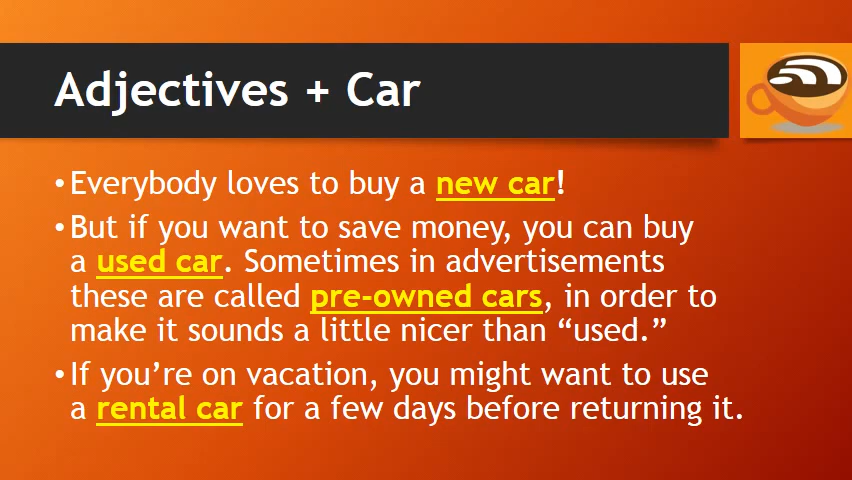 Adjectives + Car
• Everybody loves to buy a new car!
• But if you want to save money, you can buy
a used car. Sometimes in advertisements
these are called pre-owned cars, in order to
make it sounds a little nicer than “used.”
• If you’re on vacation, you might want to use
a rental car for a few days before returning it.